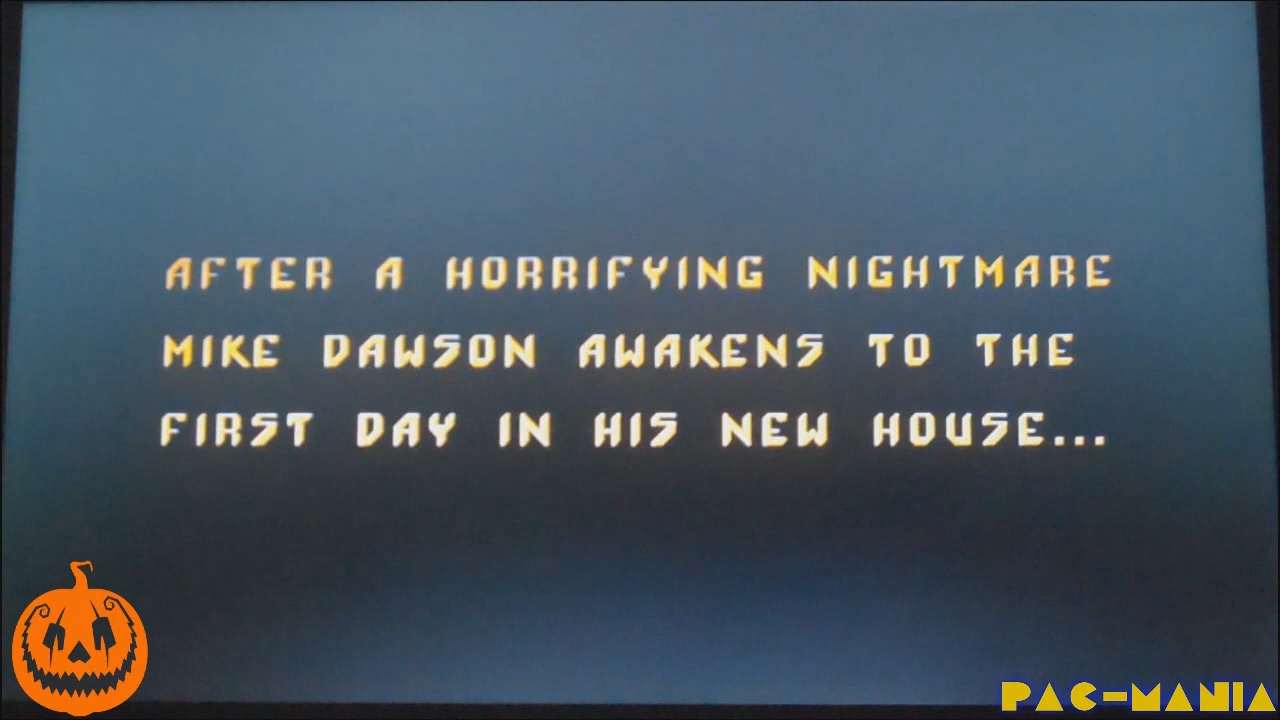 AFTER A HORRIFYING NIGHTMARE
MIKE DAWSON AWAKENS TO THE
FIRST DAY IN HIS NEW HOUSE...
PAC-MANIA